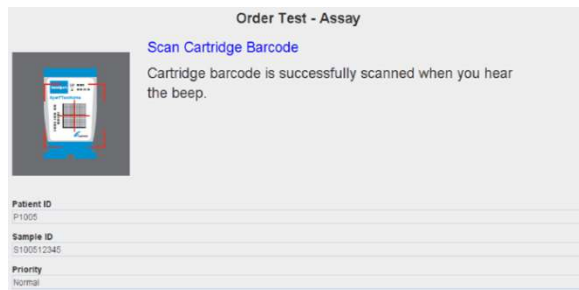 Order Test - Assay
Scan Cartridge Barcode
Cartridge barcode is successfully scanned when you hear
the beep.
Patient ID
P1005
Sample ID
S100512345
Priority
Normal